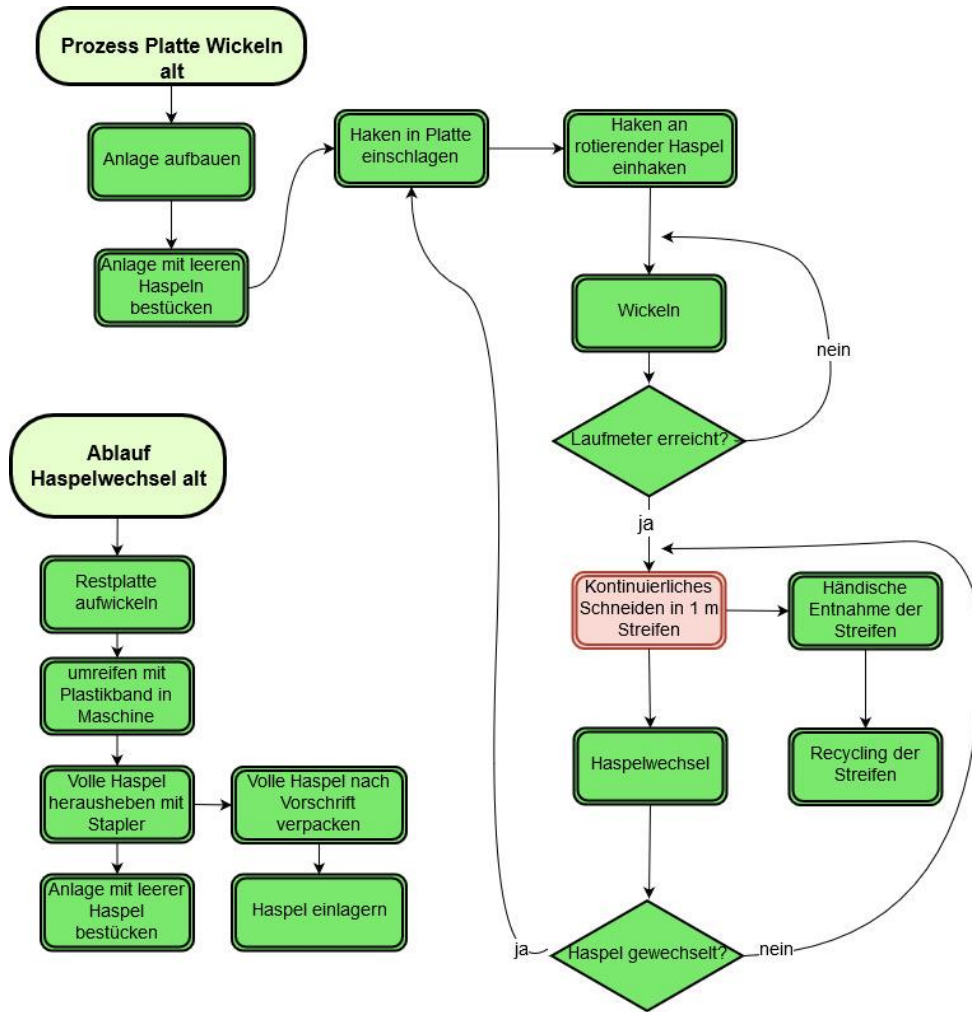 Prozess Platte Wickeln
alt
Anlage aufbauen
Anlage mit leeren
Haspeln
bestücken
Haken in Platte
einschlagen
Haken an
rotierender Haspel
einhaken
Wickeln
nein
Laufmeter erreicht?
ja
Kontinuierliches
Schneiden in 1 m
Streifen
Händische
Entnahme der
Streifen
Recycling der
Streifen
Haspelwechsel
Haspel gewechselt?
ja
nein
Ablauf
Haspelwechsel alt
Restplatte
aufwickeln
umreifen mit
Plastikband in
Maschine
Volle Haspel
herausheben mit
Stapler
Volle Haspel nach
Vorschrift
verpacken
Anlage mit leerer
Haspel
bestücken
Haspel einlagern